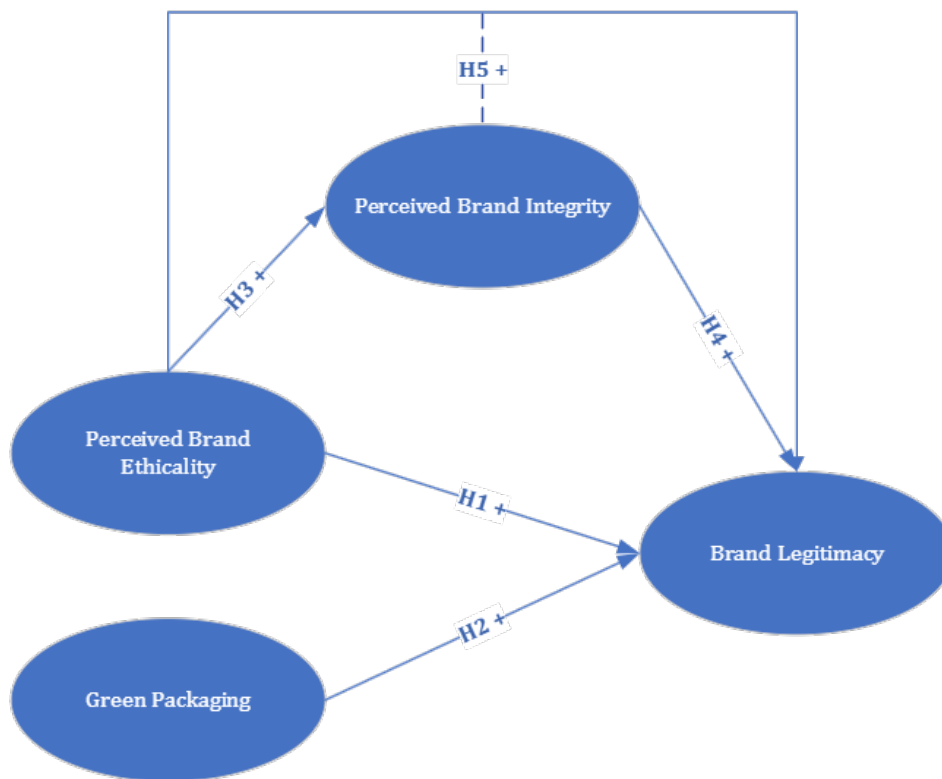 H5 +
Perceived Brand Integrity
H3 +
H4 +
Perceived Brand
Ethicality
H1 +
Brand Legitimacy
H2 +
Green Packaging